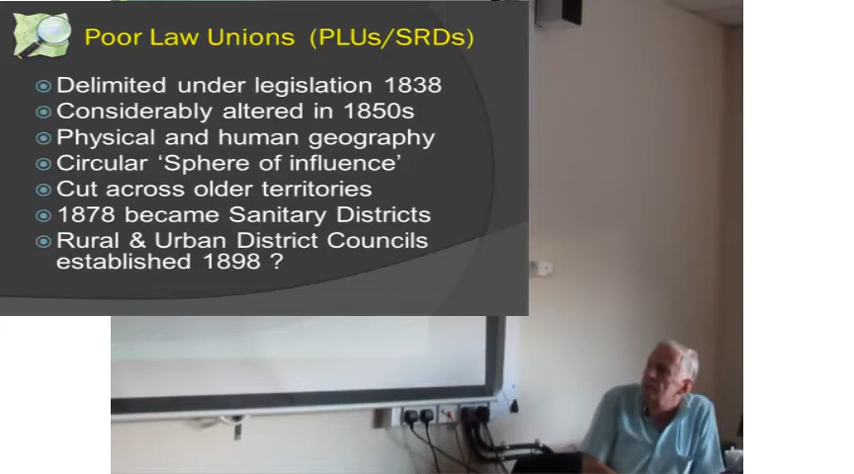 Poor Law Unions (PLUs/SRDs)
Delimited under legislation 1838
Considerably altered in 1850s
Physical and human geography
Circular ‘Sphere of influence’
Cut across older territories
1878 became Sanitary Districts
Rural & Urban District Councils
established 1898 ?